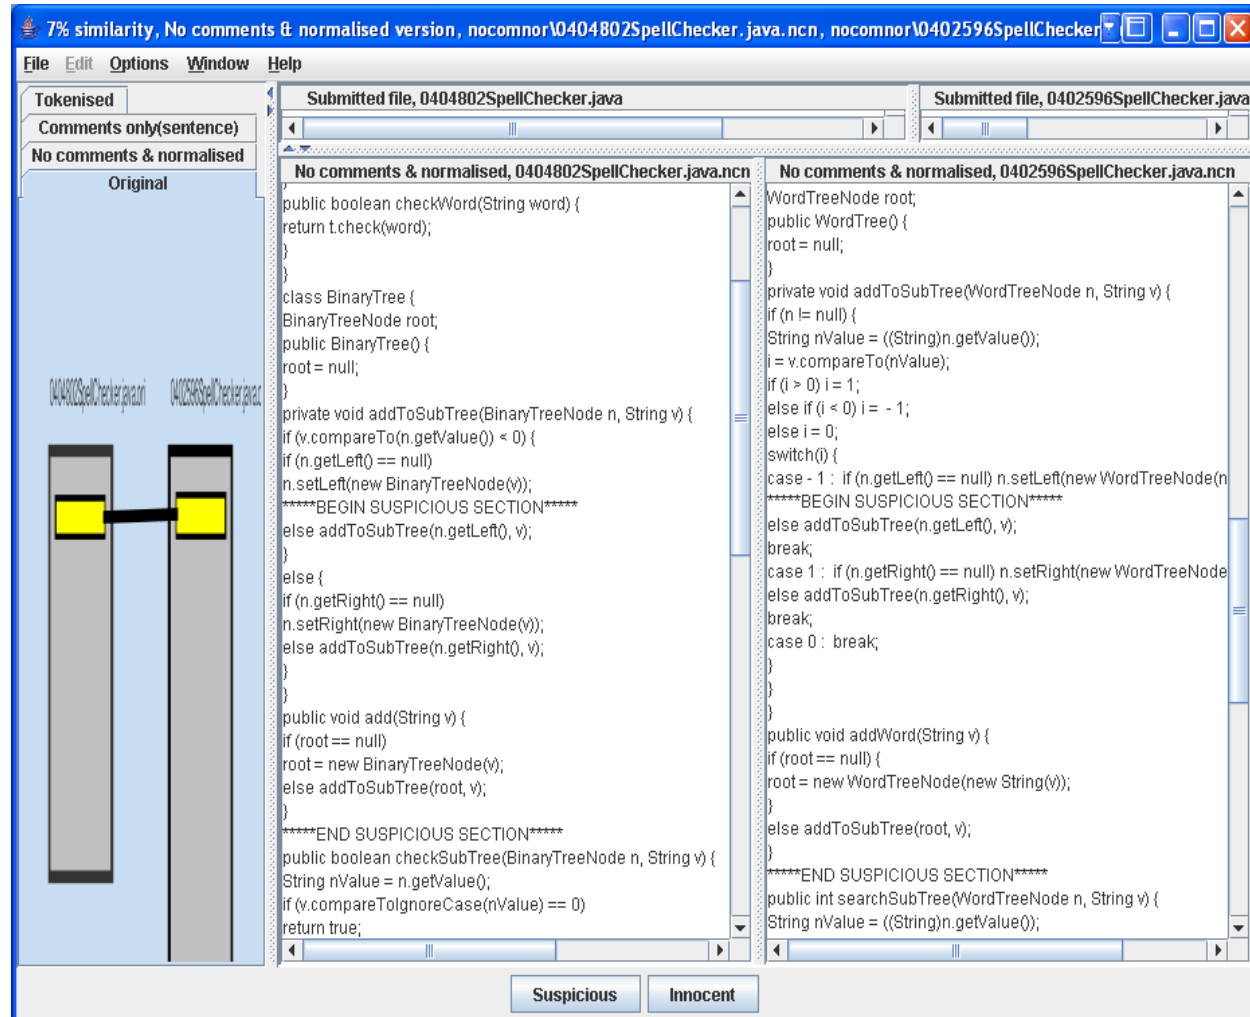 7% similarity, No comments & normalised version, nocomnor\0404802SpellChecker.java.ncn, nocomnor\0402596SpellChecker
File Edit Options Window Help
Tokenised
Comments only(sentence)
No comments & normalised
Original
0404802SpellChecker.java.ori
0402596SpellChecker.java.c
Submitted file, 0404802SpellChecker.java
Submitted file, 0402596SpellChecker.java
No comments & normalised, 0404802SpellChecker.java.ncn
}
public boolean checkWord(String word) {
return t.check(word);
}
}
class BinaryTree {
BinaryTreeNode root;
public BinaryTree() {
root = null;
}
private void addToSubTree(BinaryTreeNode n, String v) {
if (v.compareTo(n.getValue()) < 0) {
if (n.getLeft() == null)
n.setLeft(new BinaryTreeNode(v));
*****BEGIN SUSPICIOUS SECTION*****
else addToSubTree(n.getLeft(), v);
}
else {
if (n.getRight() == null)
n.setRight(new BinaryTreeNode(v));
else addToSubTree(n.getRight(), v);
}
}
public void add(String v) {
if (root == null)
root = new BinaryTreeNode(v);
else addToSubTree(root, v);
}
*****END SUSPICIOUS SECTION*****
public boolean checkSubTree(BinaryTreeNode n, String v) {
String nValue = n.getValue();
if (v.compareToIgnoreCase(nValue) == 0)
return true;
No comments & normalised, 0402596SpellChecker.java.ncn
WordTreeNode root;
public WordTree() {
root = null;
}
private void addToSubTree(WordTreeNode n, String v) {
if (n != null) {
String nValue = ((String)n.getValue());
i = v.compareTo(nValue);
if (i > 0) i = 1;
else if (i < 0) i = - 1;
else i = 0;
switch(i) {
case - 1 : if (n.getLeft() == null) n.setLeft(new WordTreeNode(n
*****BEGIN SUSPICIOUS SECTION*****
else addToSubTree(n.getLeft(), v);
break;
case 1 : if (n.getRight() == null) n.setRight(new WordTreeNode
else addToSubTree(n.getRight(), v);
break;
case 0 : break;
}
}
}
public void addWord(String v) {
if (root == null) {
root = new WordTreeNode(new String(v));
}
else addToSubTree(root, v);
}
*****END SUSPICIOUS SECTION*****
public int searchSubTree(WordTreeNode n, String v) {
String nValue = ((String)n.getValue());
Suspicious
Innocent